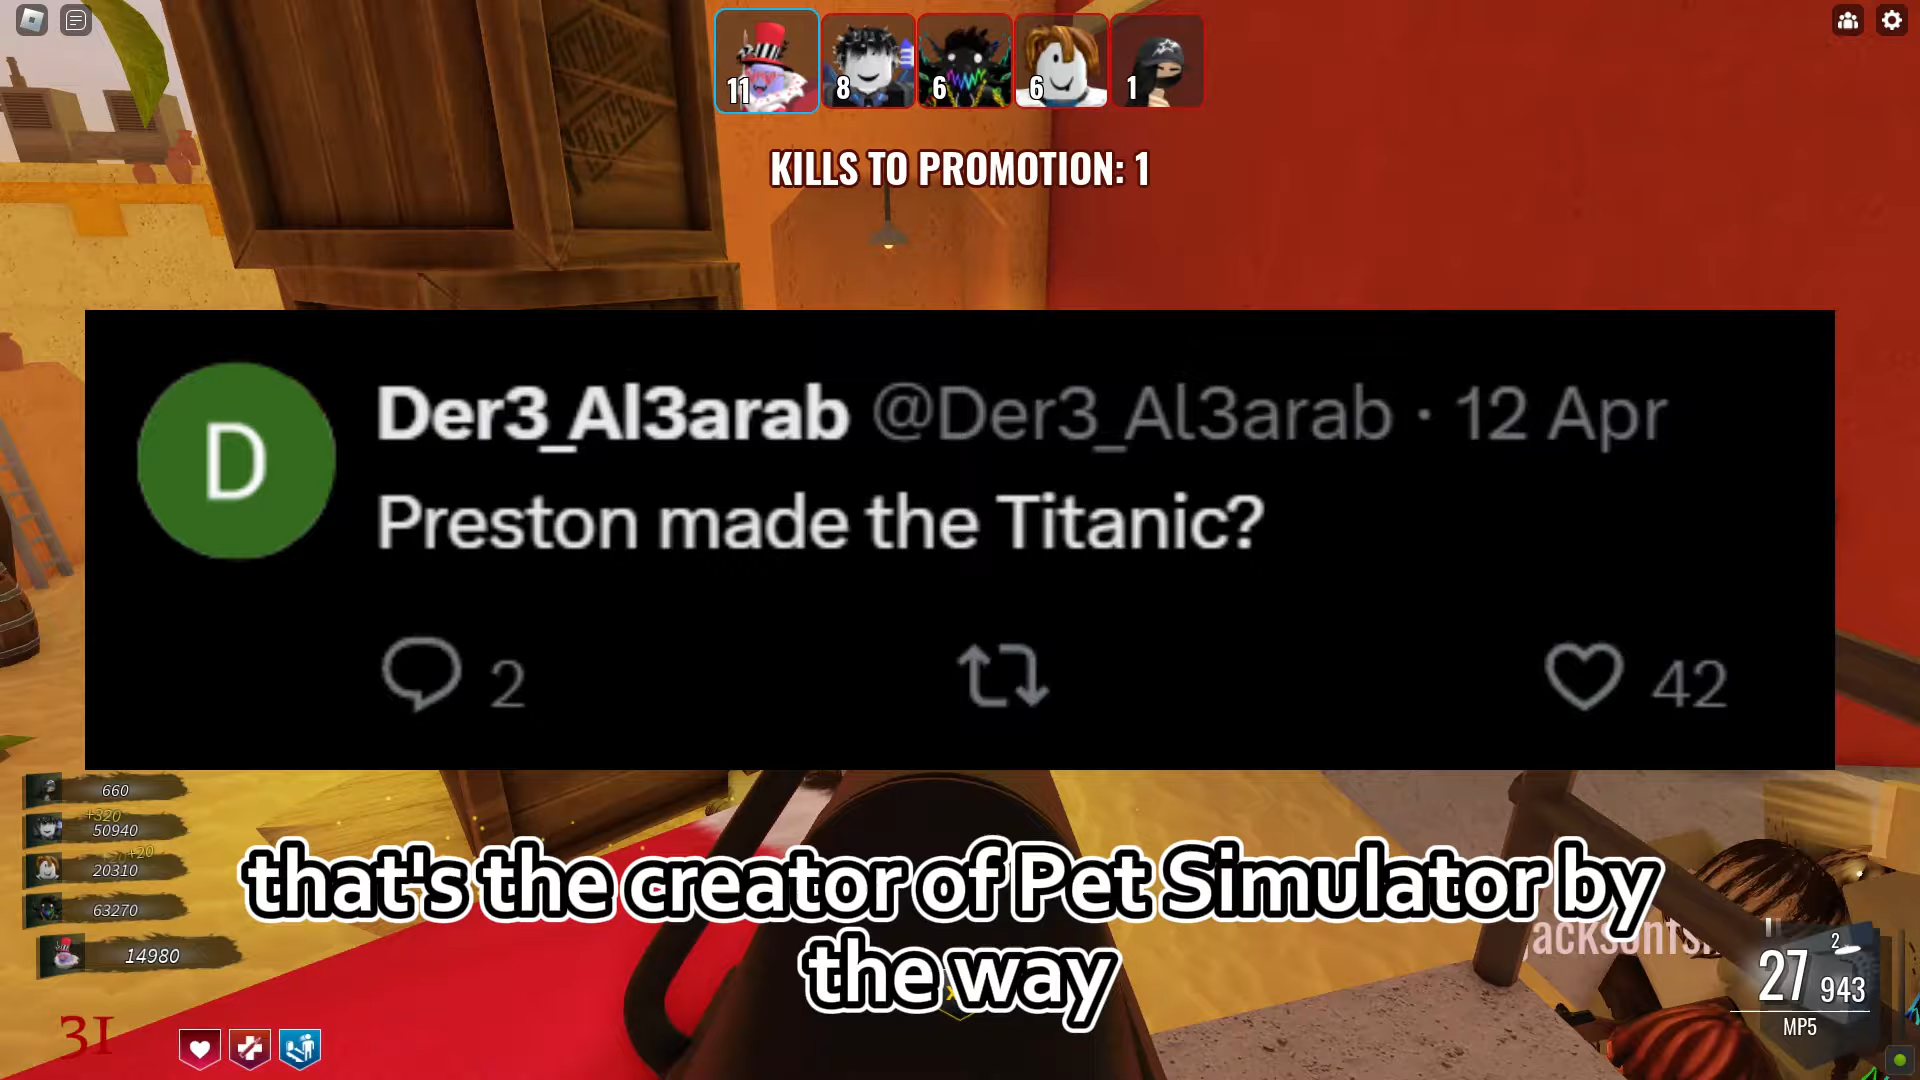 11 8 6 6 1
KILLS TO PROMOTION: 1
D
Der3_Al3arab @Der3_Al3arab · 12 Apr
Preston made the Titanic?
2 42
660
+320
50940
+20
20310
63270
14980
that's the creator of Pet Simulator by
the way
2
27 943
MP5
31